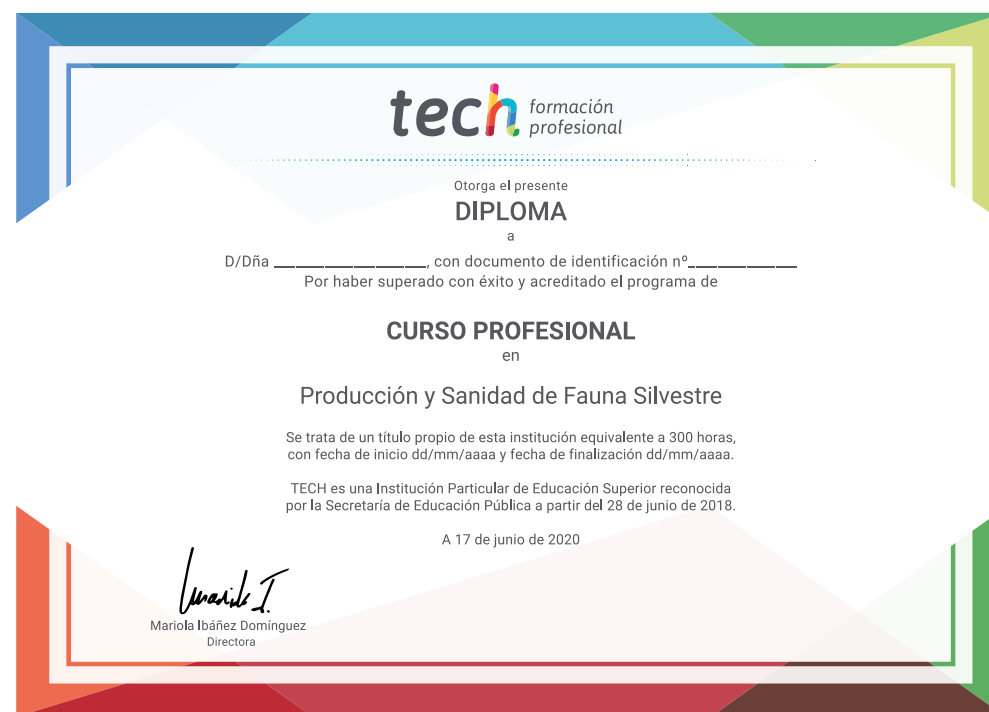 tech formación
profesional
Otorga el presente
DIPLOMA
a
D/Dña ______________, con documento de identificación nº__________
Por haber superado con éxito y acreditado el programa de
CURSO PROFESIONAL
en
Producción y Sanidad de Fauna Silvestre
Se trata de un título propio de esta institución equivalente a 300 horas,
con fecha de inicio dd/mm/aaaa y fecha de finalización dd/mm/aaaa.
TECH es una Institución Particular de Educación Superior reconocida
por la Secretaría de Educación Pública a partir del 28 de junio de 2018.
A 17 de junio de 2020
Mariola Ibáñez Domínguez
Directora